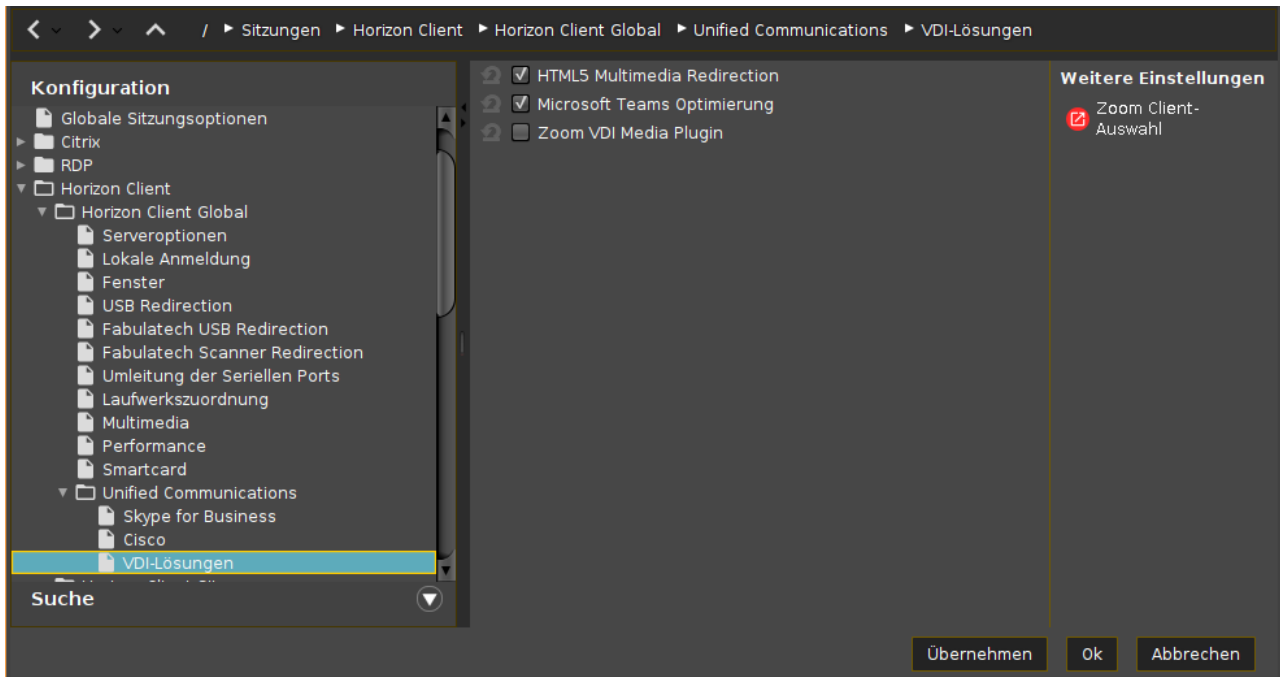 / ▸ Sitzungen ▸ Horizon Client ▸ Horizon Client Global ▸ Unified Communications ▸ VDI-Lösungen
Konfiguration
Globale Sitzungsoptionen
Citrix
RDP
Horizon Client
Horizon Client Global
Serveroptionen
Lokale Anmeldung
Fenster
USB Redirection
Fabulatech USB Redirection
Fabulatech Scanner Redirection
Umleitung der Seriellen Ports
Laufwerkszuordnung
Multimedia
Performance
Smartcard
Unified Communications
Skype for Business
Cisco
VDI-Lösungen
Suche
HTML5 Multimedia Redirection
Microsoft Teams Optimierung
Zoom VDI Media Plugin
Weitere Einstellungen
Zoom Client-
Auswahl
Übernehmen
Ok
Abbrechen